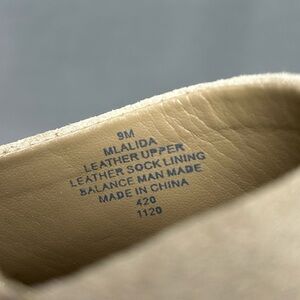 9M
MLALIDA
LEATHER UPPER
LEATHER SOCK LINING
BALANCE MAN MADE
MADE IN CHINA
420
1120